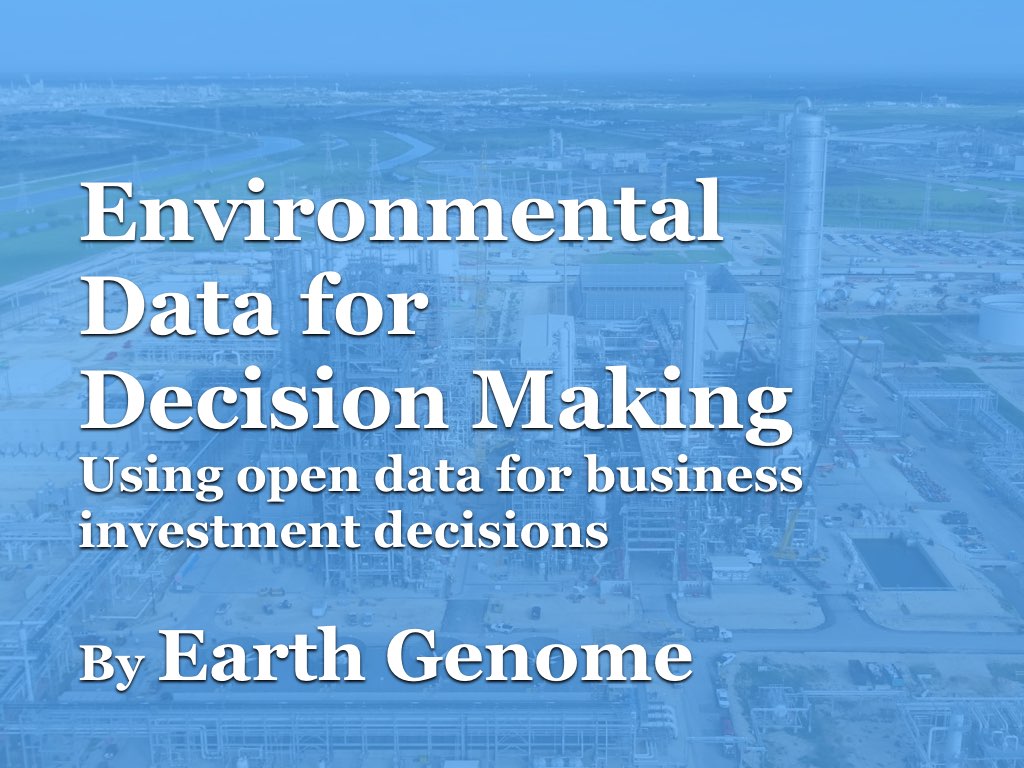 Environmental
Data for
Decision Making
Using open data for business
investment decisions
By Earth Genome